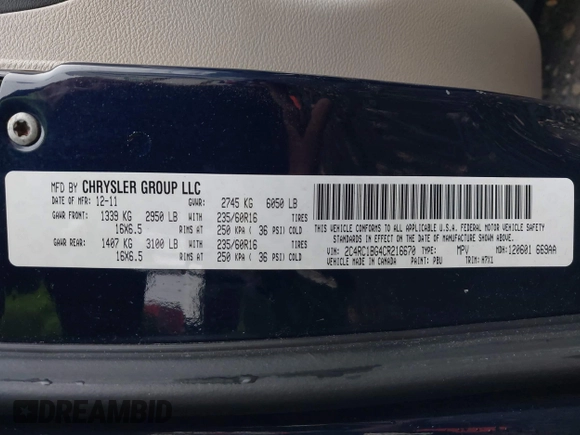 MFD BY CHRYSLER GROUP LLC
DATE OF MFR: 12-11 GVWR: 2745 KG 6050 LB
GAWR FRONT: 1339 KG 2950 LB WITH 235/60R16 TIRES
16X6.5 RIMS AT 250 KPA ( 36 PSI) COLD
GAWR REAR: 1407 KG 3100 LB WITH 235/60R16 TIRES
16X6.5 RIMS AT 250 KPA ( 36 PSI) COLD
THIS VEHICLE CONFORMS TO ALL APPLICABLE U.S.A. FEDERAL MOTOR VEHICLE SAFETY
STANDARDS IN EFFECT ON THE DATE OF MANUFACTURE SHOWN ABOVE.
VIN: 2C4RC1BG4CR216670 TYPE: MPV MDH: 120601 669AA
VEHICLE MADE IN CANADA PAINT: PBU TRIM: H7X1
DREAMBID